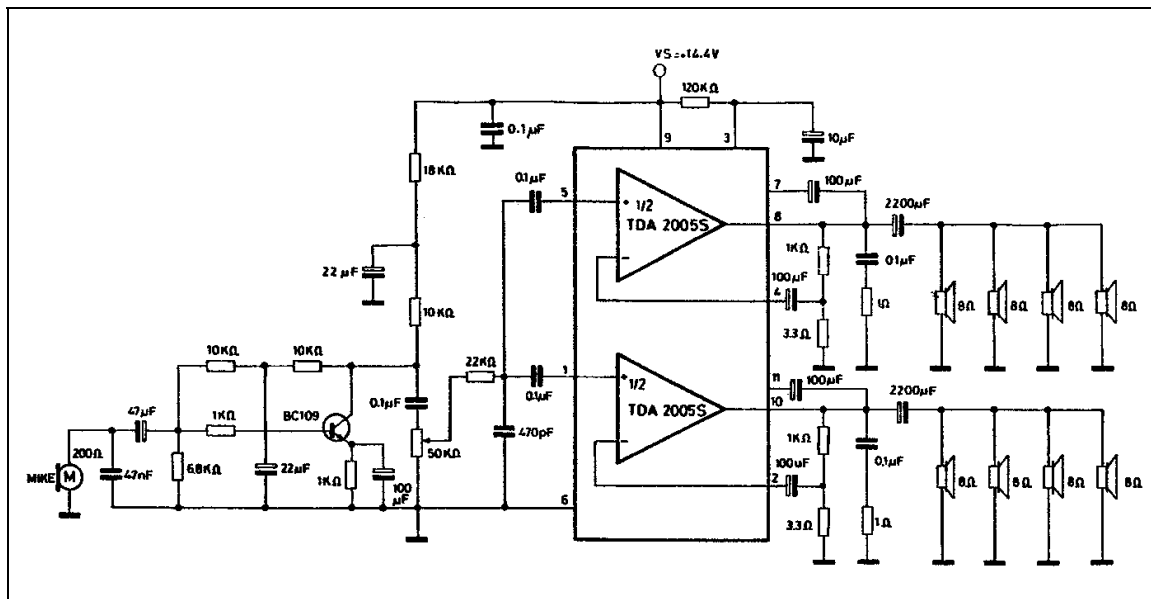 VS=+14.4V
120KΩ
0.1µF
9
3
10µF
18KΩ
0.1µF
5
7
100µF
1/2
TDA 2005S
8
2200µF
22µF
1KΩ
0.1µF
100µF
4
10KΩ
1Ω
8Ω
8Ω
8Ω
8Ω
3.3Ω
10KΩ
10KΩ
22KΩ
1
0.1µF
1/2
TDA 2005S
11
100µF
10
2200µF
47µF
1KΩ
BC109
0.1µF
470pF
50KΩ
1KΩ
0.1µF
200Ω
MIKE
M
47nF
6.8KΩ
22µF
1KΩ
100
µF
100uF
2
8Ω
8Ω
8Ω
8Ω
6
3.3Ω
1Ω